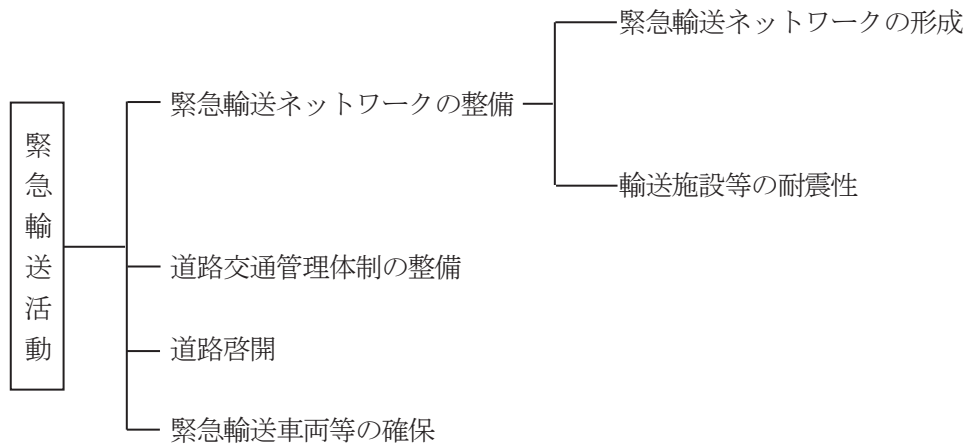 緊急輸送活動
緊急輸送ネットワークの整備
緊急輸送ネットワークの形成
輸送施設等の耐震性
道路交通管理体制の整備
道路啓開
緊急輸送車両等の確保